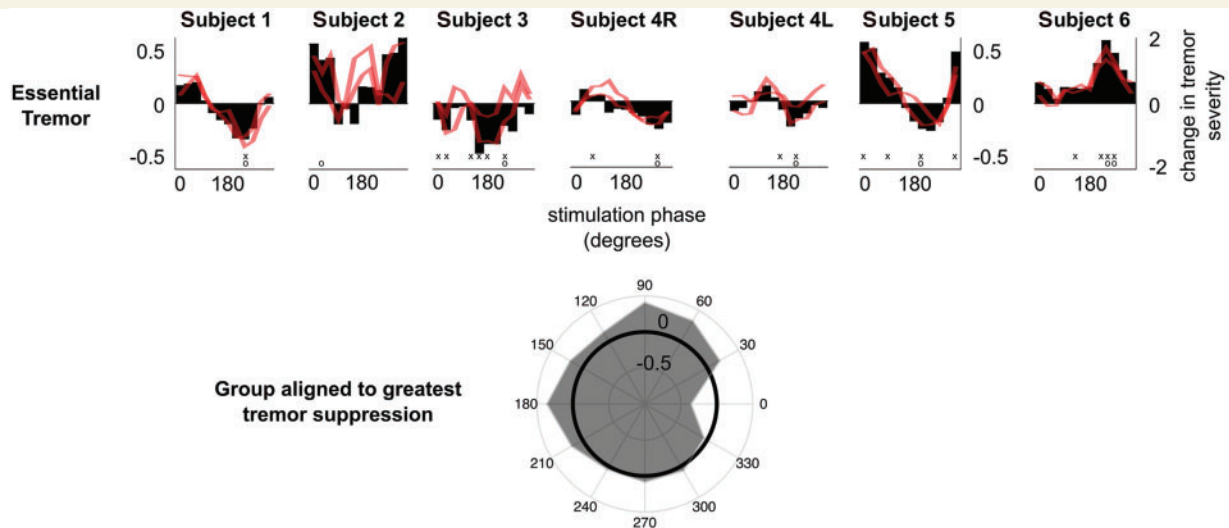 Subject 1 Subject 2 Subject 3 Subject 4R Subject 4L Subject 5 Subject 6
0.5 0.5 2
Essential Tremor
0 0 0
-0.5 -0.5 -2
change in tremor severity
x x x x x x x x x x x x x x x x x x
o o o o o o o o
0 180 0 180 0 180 0 180 0 180 0 180 0 180
stimulation phase
(degrees)
90
120 60
0
150 30
-0.5
Group aligned to greatest
tremor suppression
180 0
210 330
240 300
270